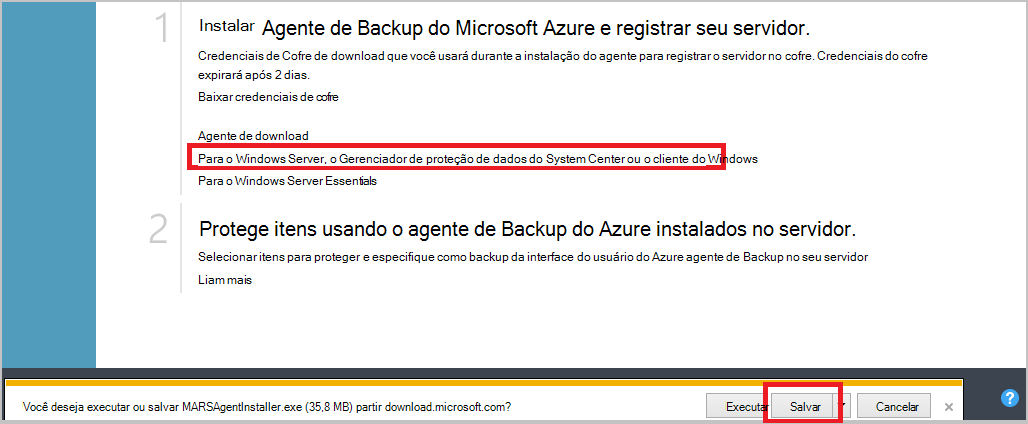 1 Instalar Agente de Backup do Microsoft Azure e registrar seu servidor.
Credenciais de Cofre de download que você usará durante a instalação do agente para registrar o servidor no cofre. Credenciais do cofre
expirará após 2 dias.
Baixar credenciais de cofre
Agente de download
Para o Windows Server, o Gerenciador de proteção de dados do System Center ou o cliente do Windows
Para o Windows Server Essentials
2 Protege itens usando o agente de Backup do Azure instalados no servidor.
Selecionar itens para proteger e especifique como backup da interface do usuário do Azure agente de Backup no seu servidor
Liam mais
Você deseja executar ou salvar MARSAgentInstaller.exe (35,8 MB) partir download.microsoft.com? Executar Salvar Cancelar × ?